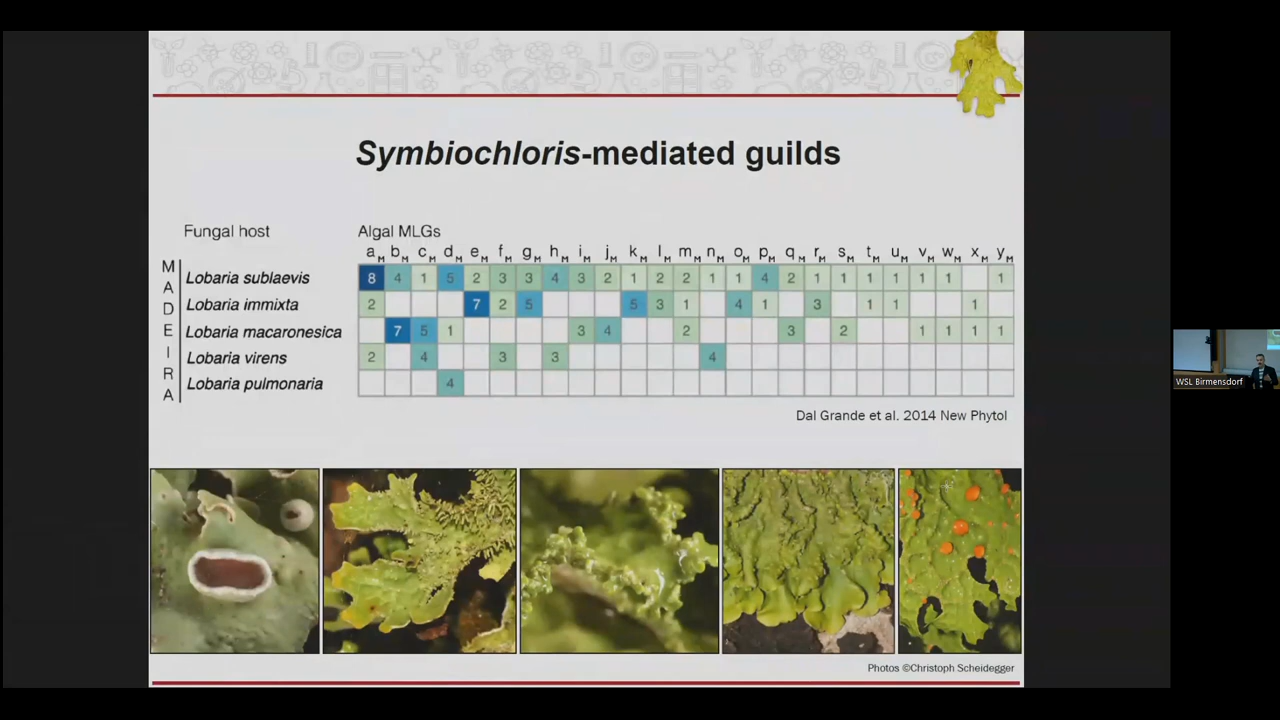 Symbiochloris-mediated guilds
Fungal host
Algal MLGs
MADEIRA
aM bM cM dM eM fM gM hM iM jM kM lM mM nM oM pM qM rM sM tM uM vM wM xM yM
Lobaria sublaevis 8 4 1 5 2 3 3 4 3 2 1 2 2 1 1 4 2 1 1 1 1 1 1 1
Lobaria immixta 2 7 2 5 5 3 1 4 1 3 1 1 1
Lobaria macaronesica 7 5 1 3 4 2 3 2 1 1 1 1
Lobaria virens 2 4 3 3 4
Lobaria pulmonaria 4
Dal Grande et al. 2014 New Phytol
WSL Birmensdorf
Photos ©Christoph Scheidegger